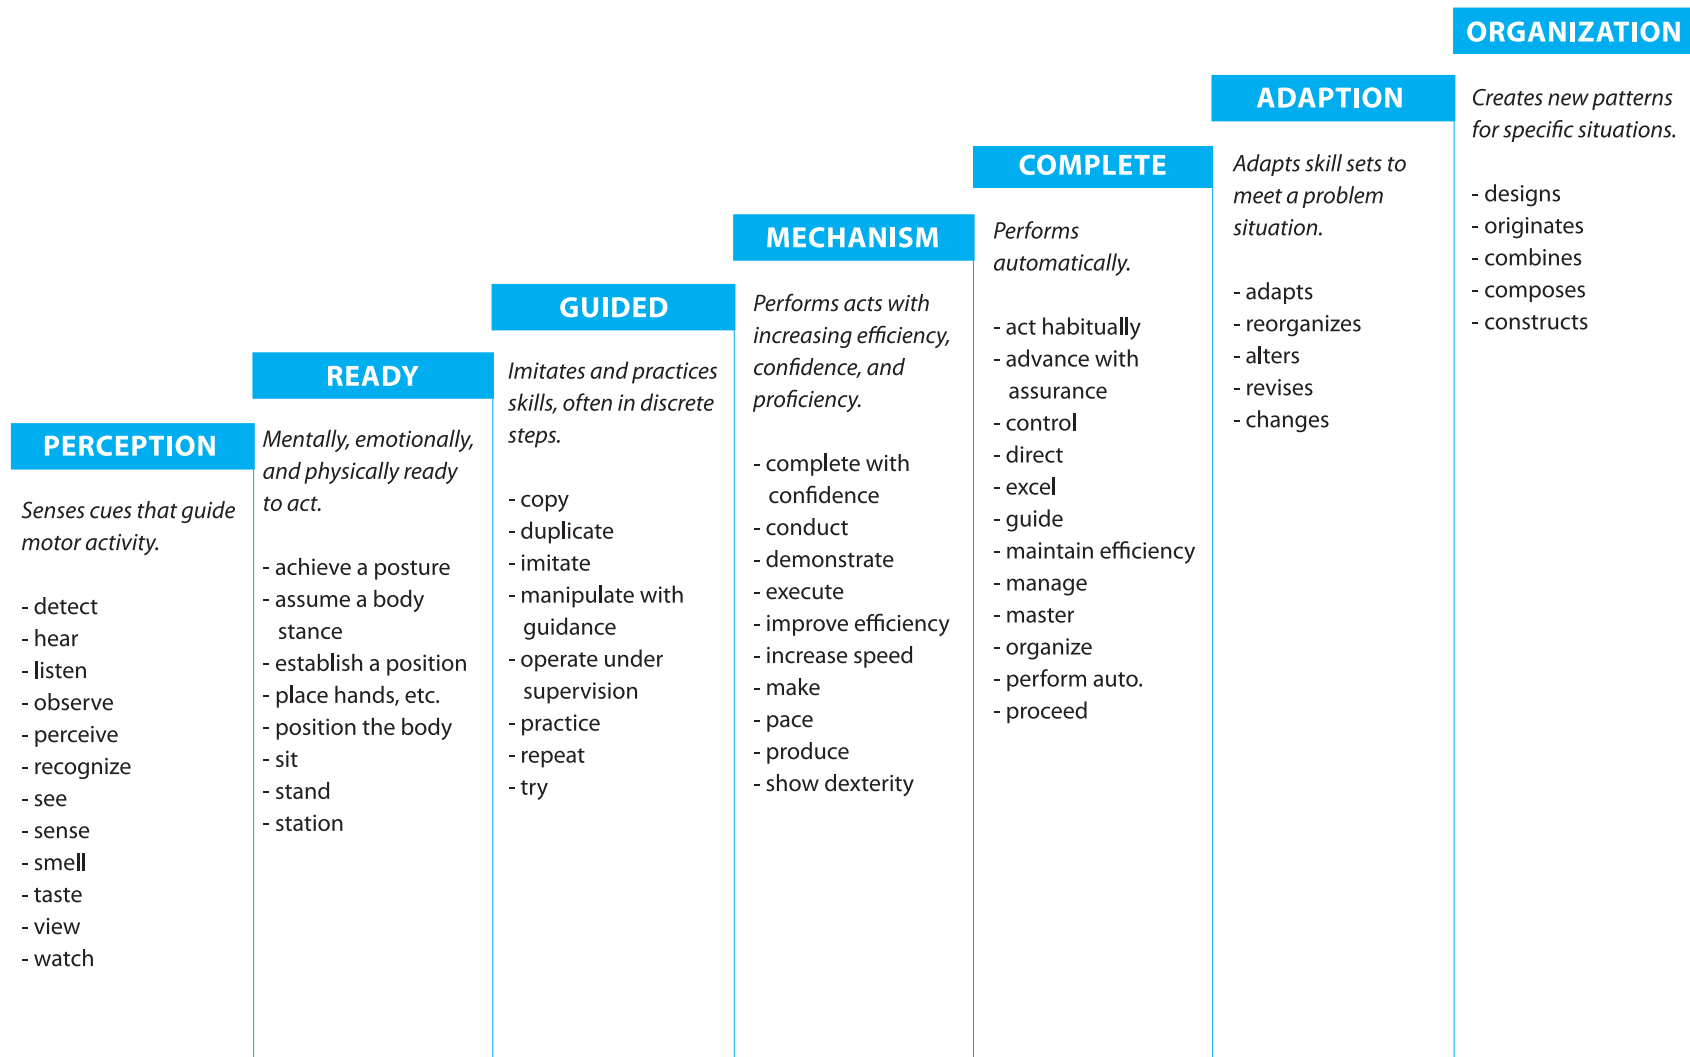 PERCEPTION
Senses cues that guide
motor activity.
- detect
- hear
- listen
- observe
- perceive
- recognize
- see
- sense
- smell
- taste
- view
- watch
READY
Mentally, emotionally,
and physically ready
to act.
- achieve a posture
- assume a body
stance
- establish a position
- place hands, etc.
- position the body
- sit
- stand
- station
GUIDED
Imitates and practices
skills, often in discrete
steps.
- copy
- duplicate
- imitate
- manipulate with
guidance
- operate under
supervision
- practice
- repeat
- try
MECHANISM
Performs acts with
increasing efficiency,
confidence, and
proficiency.
- complete with
confidence
- conduct
- demonstrate
- execute
- improve efficiency
- increase speed
- make
- pace
- produce
- show dexterity
COMPLETE
Performs
automatically.
- act habitually
- advance with
assurance
- control
- direct
- excel
- guide
- maintain efficiency
- manage
- master
- organize
- perform auto.
- proceed
ADAPTION
Adapts skill sets to
meet a problem
situation.
- adapts
- reorganizes
- alters
- revises
- changes
ORGANIZATION
Creates new patterns
for specific situations.
- designs
- originates
- combines
- composes
- constructs